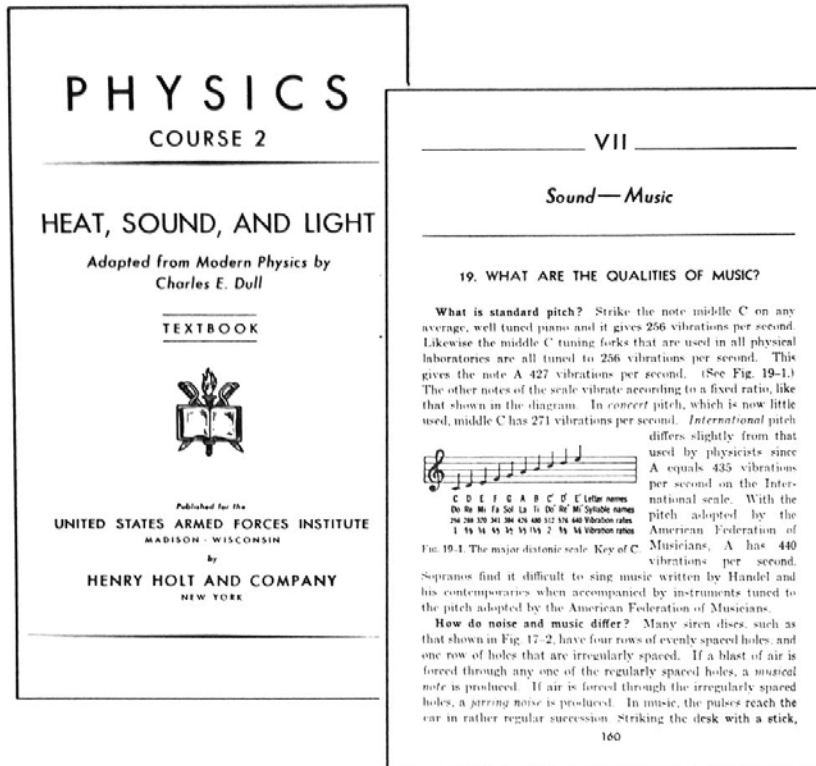 PHYSICS
COURSE 2
HEAT, SOUND, AND LIGHT
Adapted from Modern Physics by
Charles E. Dull
TEXTBOOK
Published for the
UNITED STATES ARMED FORCES INSTITUTE
MADISON · WISCONSIN
by
HENRY HOLT AND COMPANY
NEW YORK
VII
Sound—Music
19. WHAT ARE THE QUALITIES OF MUSIC?
What is standard pitch? Strike the note middle C on any
average, well tuned piano and it gives 256 vibrations per second.
Likewise the middle C tuning forks that are used in all physical
laboratories are all tuned to 256 vibrations per second. This
gives the note A 427 vibrations per second. (See Fig. 19-1.)
The other notes of the scale vibrate according to a fixed ratio, like
that shown in the diagram. In concert pitch, which is now little
used, middle C has 271 vibrations per second. International pitch
differs slightly from that
used by physicists since
A equals 435 vibrations
per second on the Inter-
national scale. With the
pitch adopted by the
American Federation of
Musicians, A has 440
vibrations per second.
C D E F G A B C' D' E' Letter names
Do Re Mi Fa Sol La Ti Do' Re' Mi' Syllable names
256 288 320 341 384 426 480 512 576 640 Vibration rates
Vibration ratios
Fig. 19-1. The major diatonic scale. Key of C.
Sopranos find it difficult to sing music written by Handel and
his contemporaries when accompanied by instruments tuned to
the pitch adopted by the American Federation of Musicians.
How do noise and music differ? Many siren discs, such as
that shown in Fig. 17-2, have four rows of evenly spaced holes, and
one row of holes that are irregularly spaced. If a blast of air is
forced through any one of the regularly spaced holes, a musical
note is produced. If air is forced through the irregularly spaced
holes, a jarring noise is produced. In music, the pulses reach the
ear in rather regular succession. Striking the desk with a stick,
160